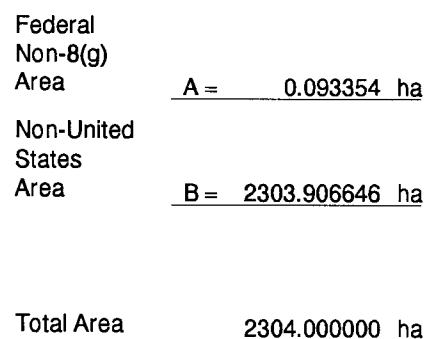 Federal
Non-8(g)
Area A = 0.093354 ha
Non-United
States
Area B = 2303.906646 ha
Total Area 2304.000000 ha